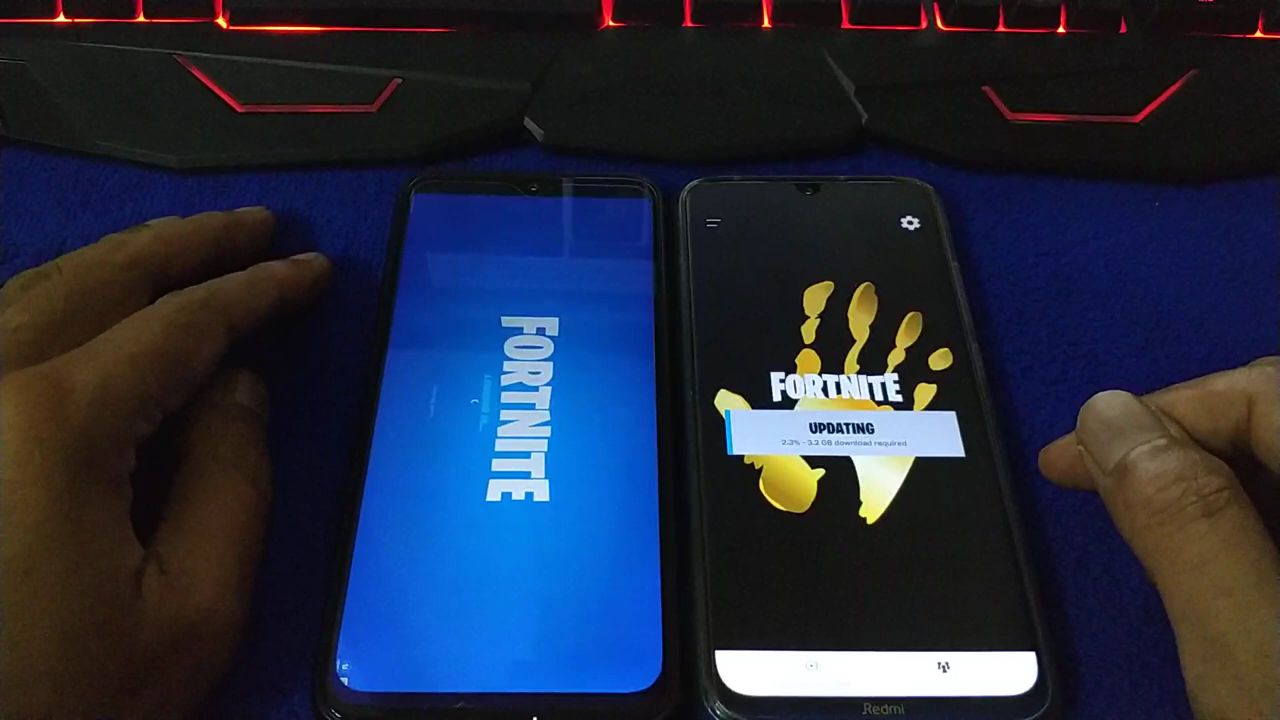 FORTNITE
FORTNITE
UPDATING
2.3% - 3.2 GB download required
Redmi